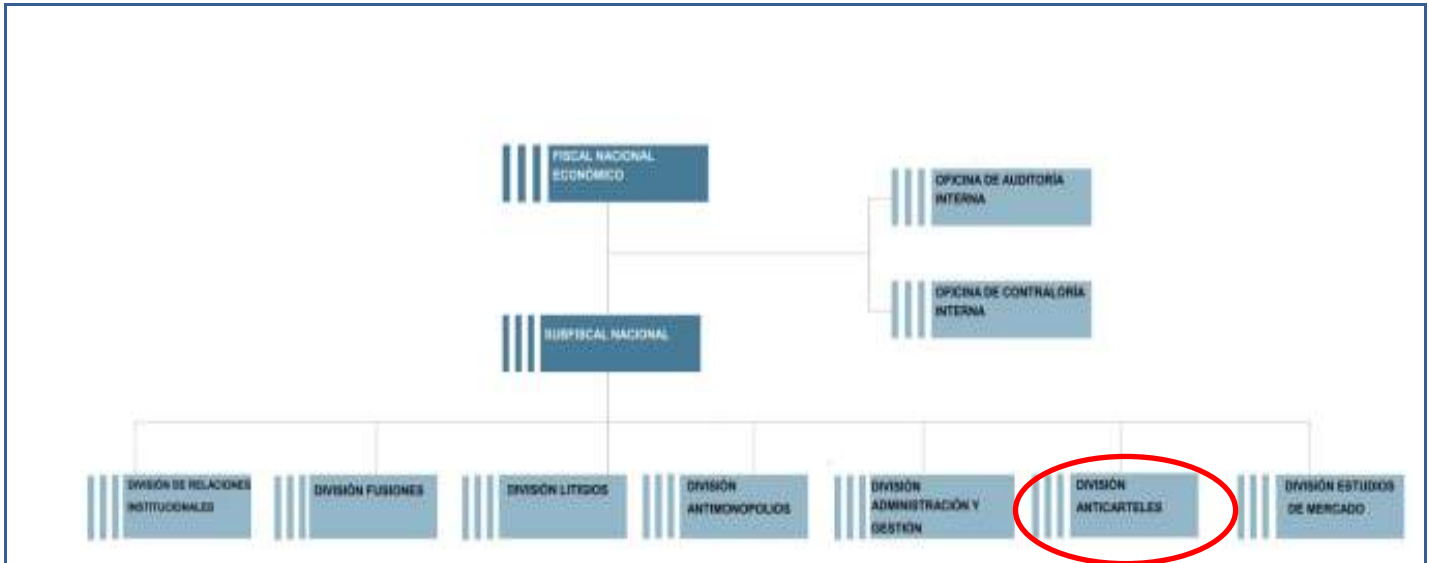 FISCAL NACIONAL
ECONÓMICO
OFICINA DE AUDITORÍA
INTERNA
OFICINA DE CONTRALORÍA
INTERNA
SUBFISCAL NACIONAL
DIVISIÓN DE RELACIONES
INSTITUCIONALES
DIVISIÓN FUSIONES
DIVISIÓN LITIGIOS
DIVISIÓN
ANTIMONOPOLIOS
DIVISIÓN
ADMINISTRACIÓN Y
GESTIÓN
DIVISIÓN
ANTICARTELES
DIVISIÓN ESTUDIOS
DE MERCADO